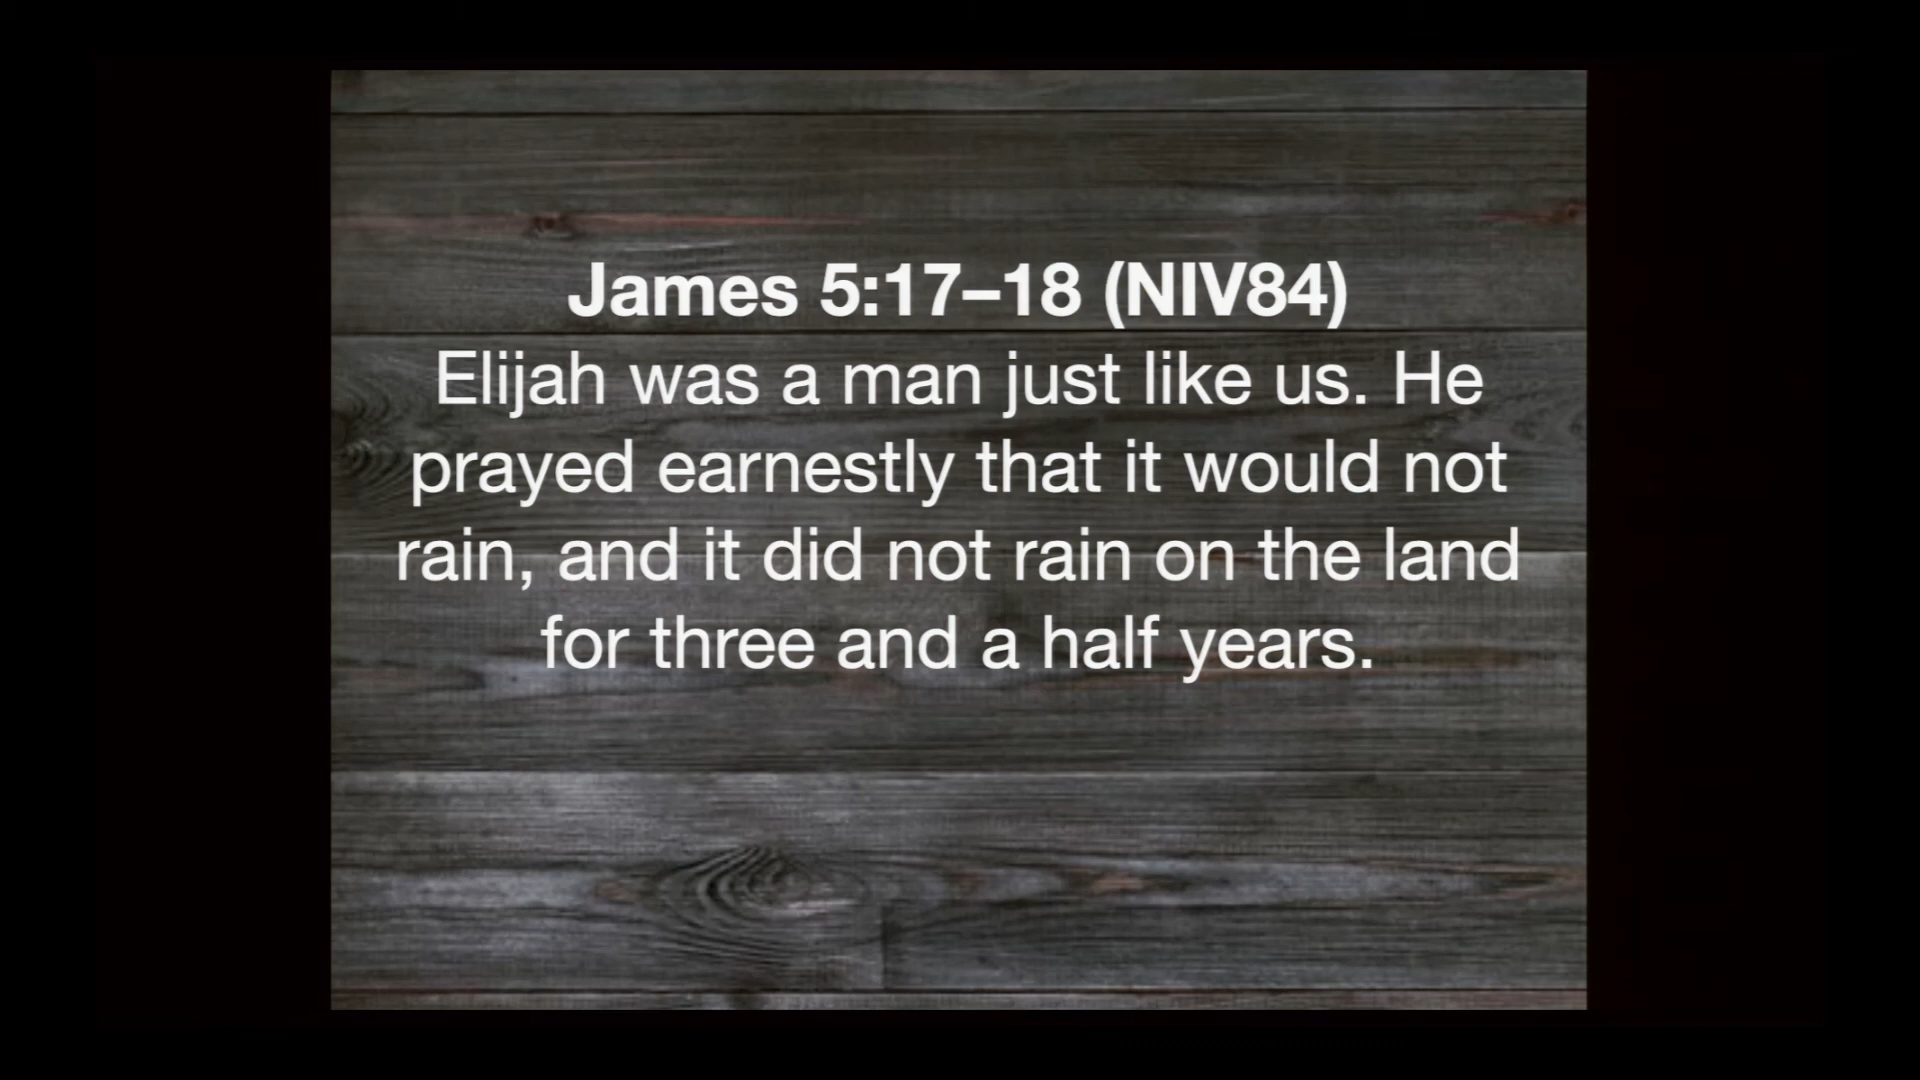 James 5:17–18 (NIV84)
Elijah was a man just like us. He
prayed earnestly that it would not
rain, and it did not rain on the land
for three and a half years.